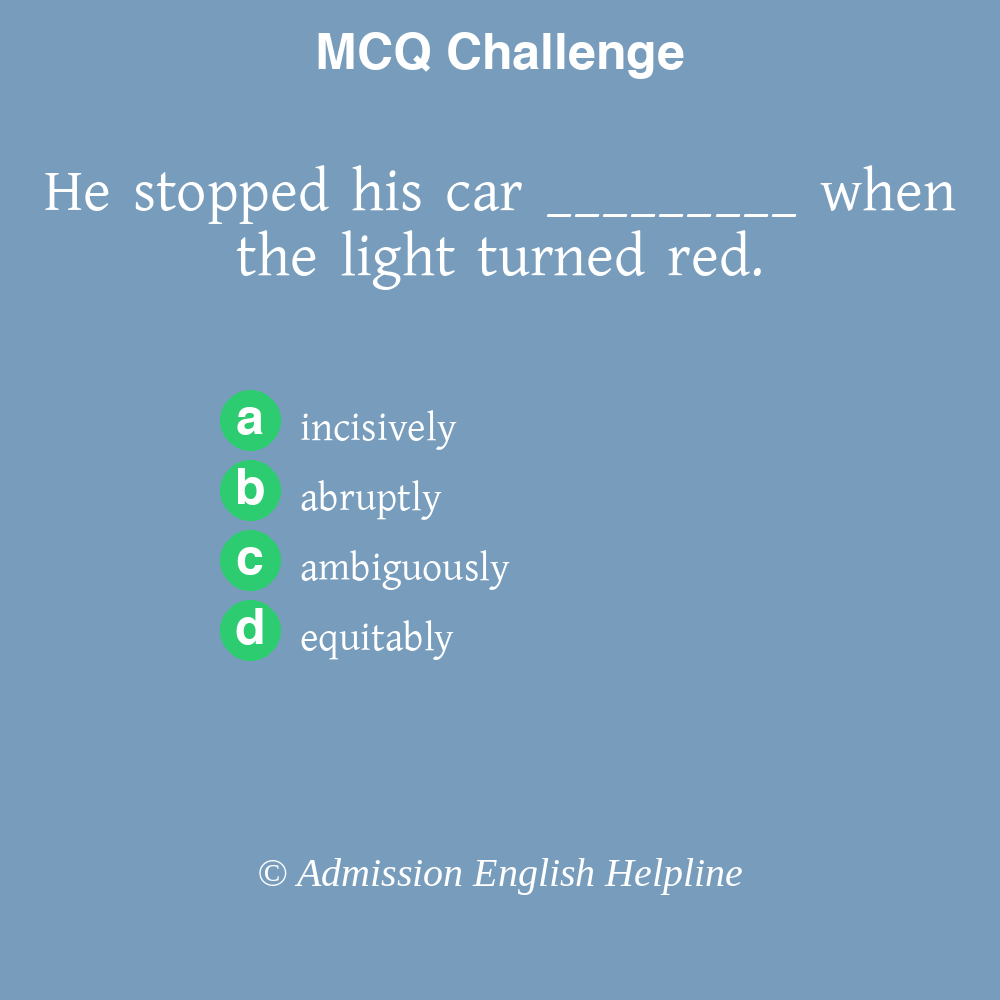 MCQ Challenge
He stopped his car _________ when
the light turned red.
a incisively
b abruptly
c ambiguously
d equitably
© Admission English Helpline